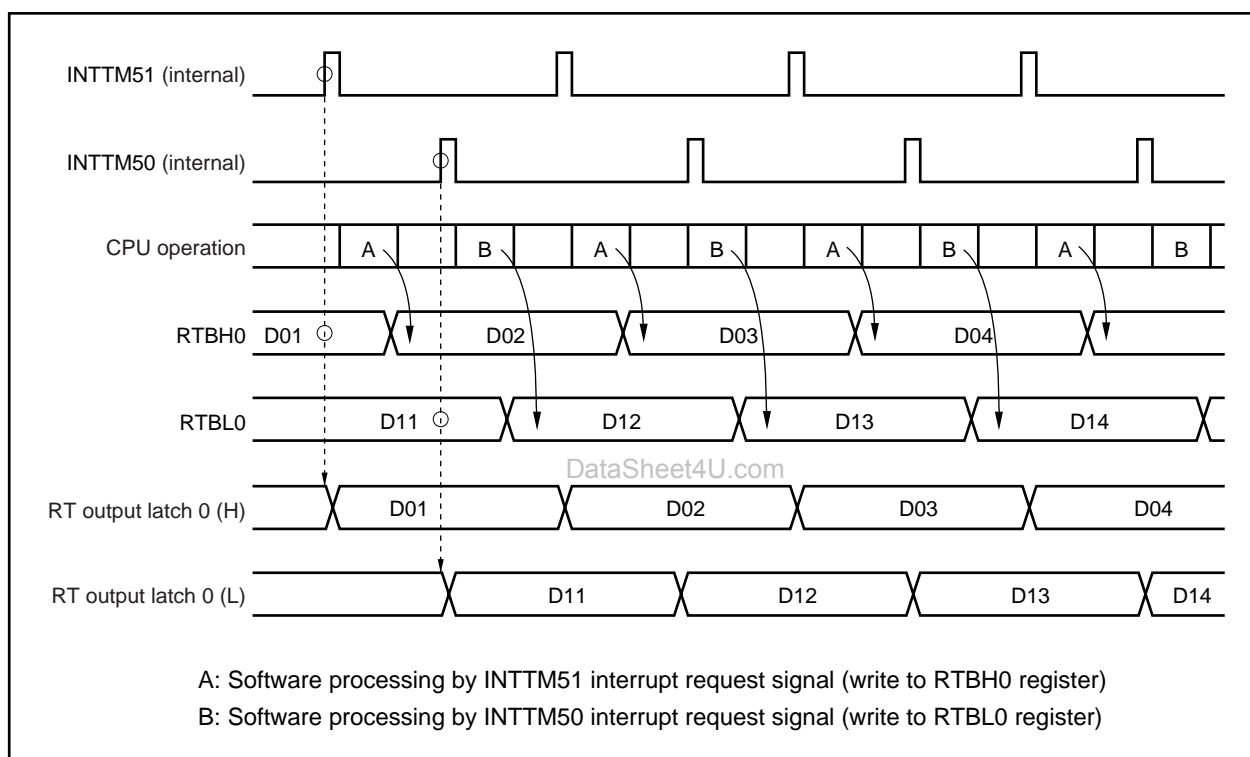 INTTM51 (internal)
INTTM50 (internal)
CPU operation A B A B A B A B
RTBH0 D01 D02 D03 D04
RTBL0 D11 D12 D13 D14
DataSheet4U.com
RT output latch 0 (H) D01 D02 D03 D04
RT output latch 0 (L) D11 D12 D13 D14
A: Software processing by INTTM51 interrupt request signal (write to RTBH0 register)
B: Software processing by INTTM50 interrupt request signal (write to RTBL0 register)